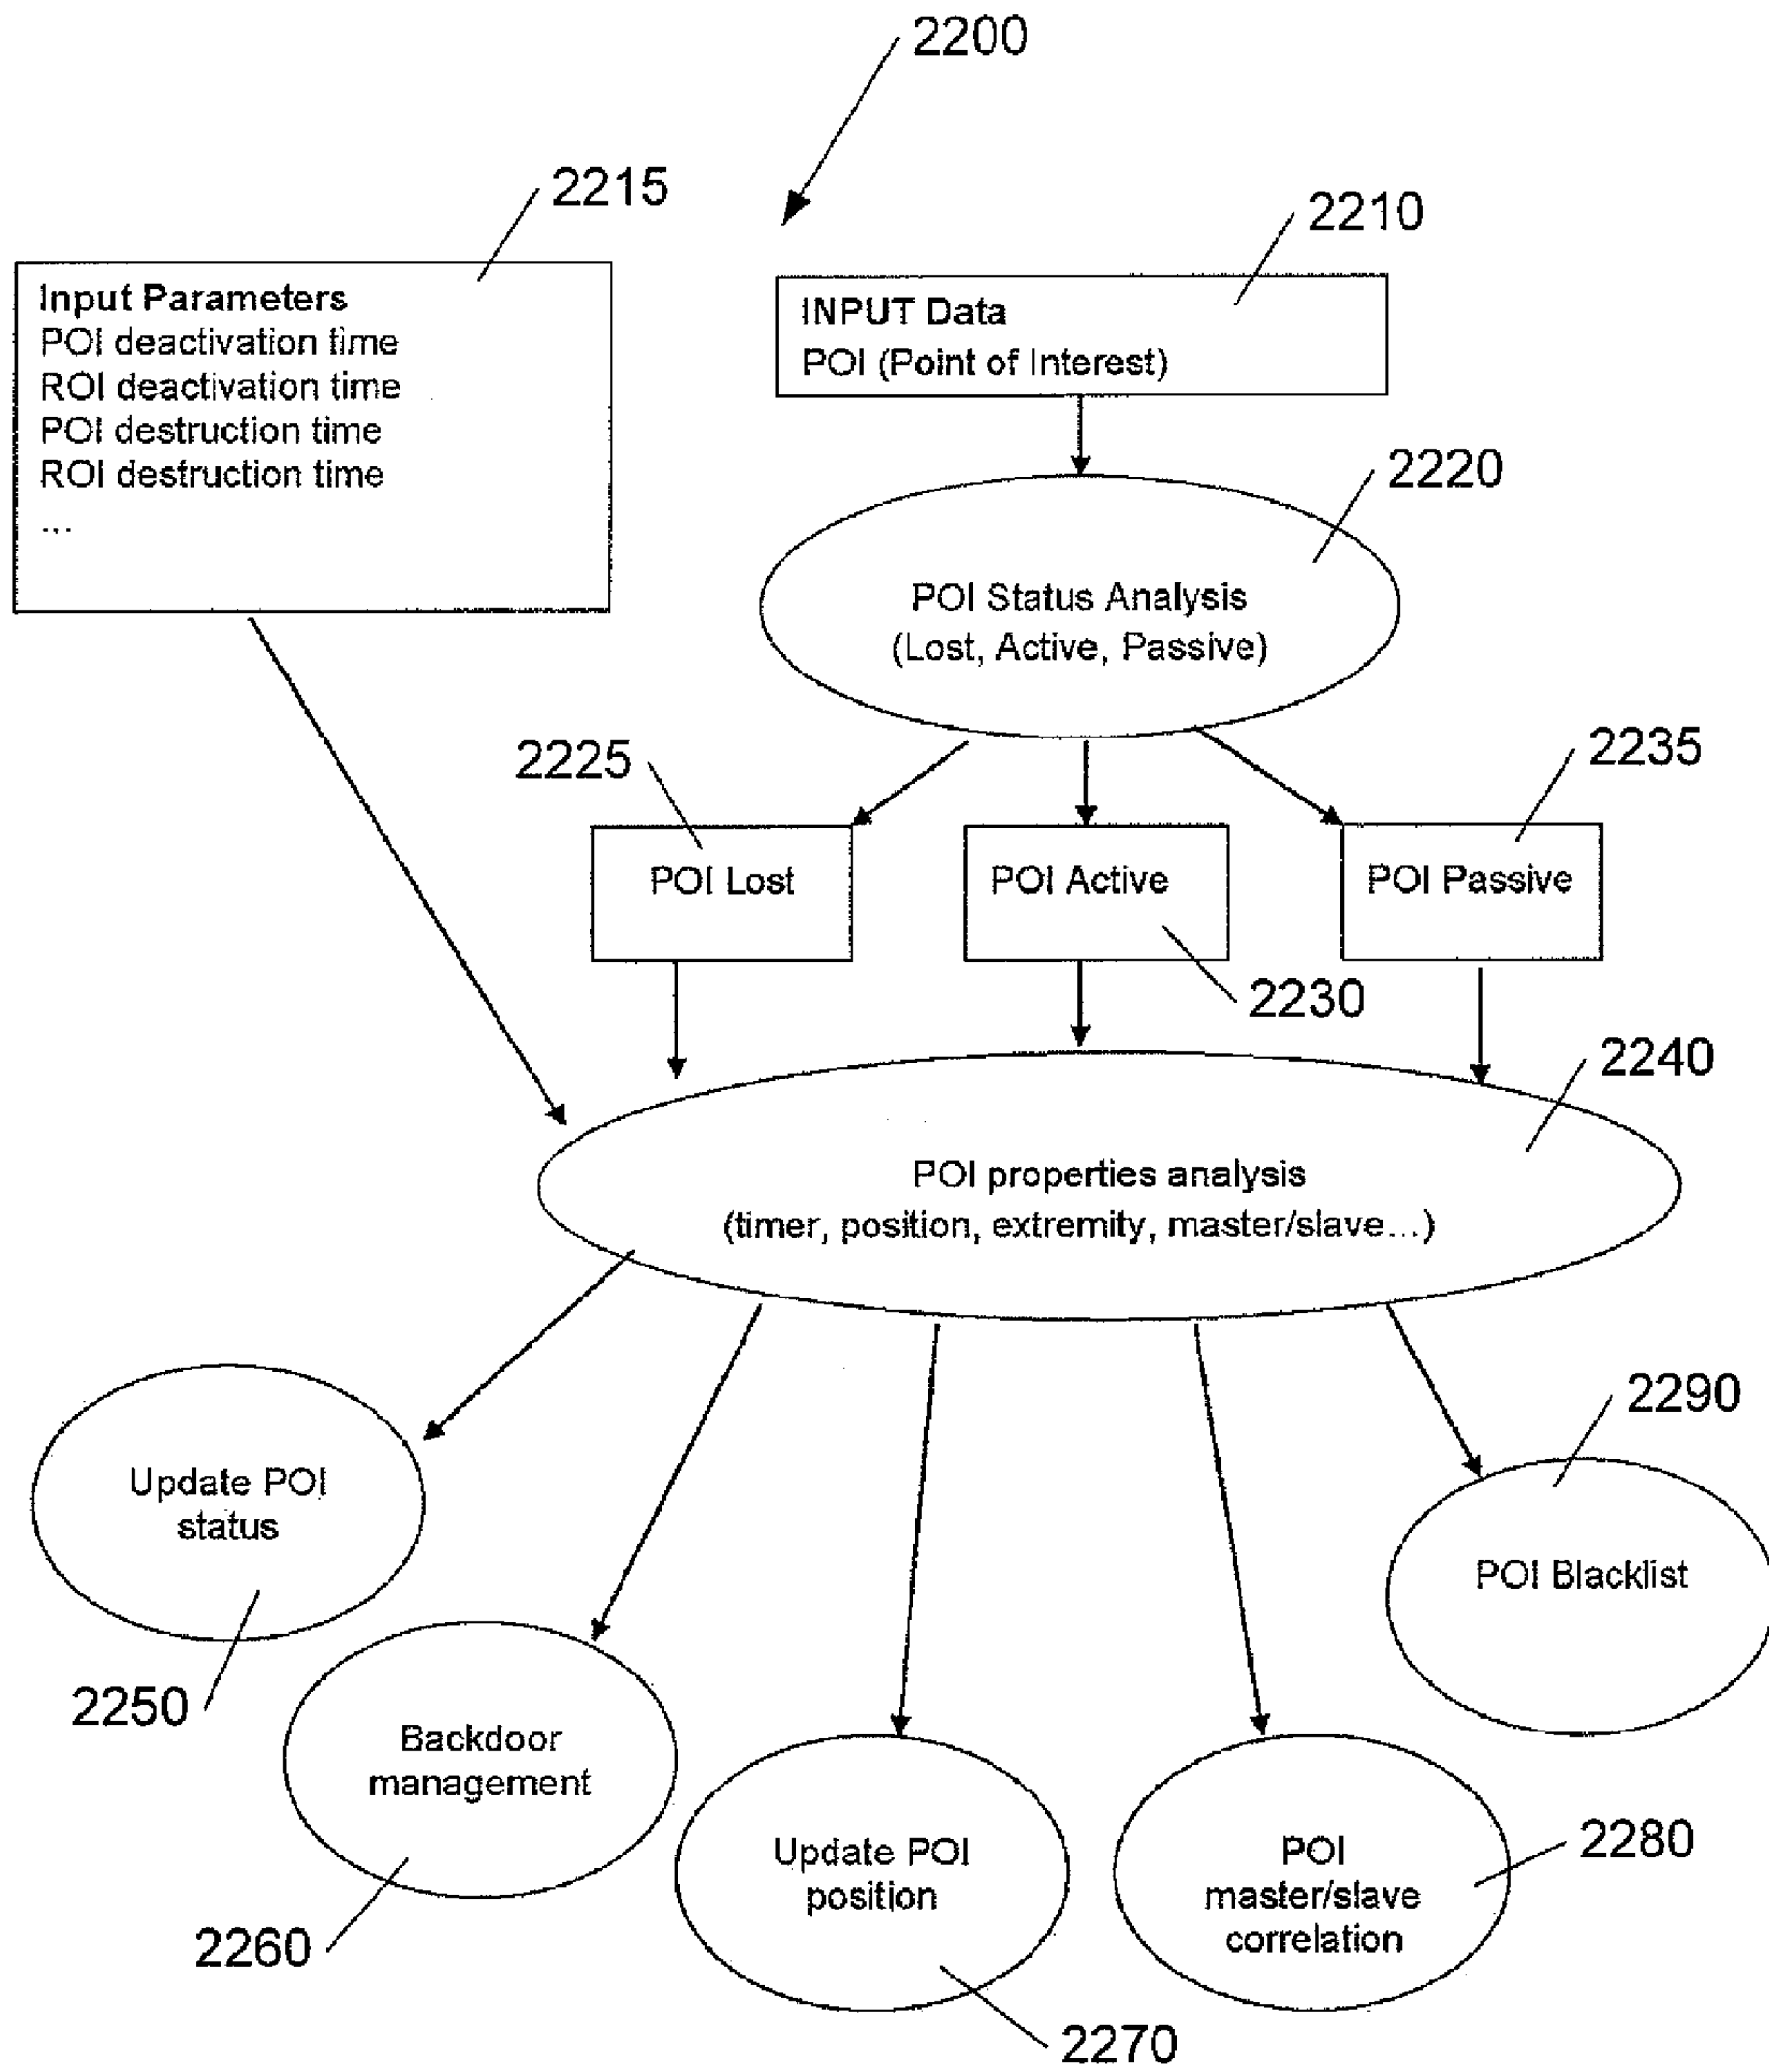 2200
2215
2210
Input Parameters
POI deactivation time
ROI deactivation time
POI destruction time
ROI destruction time
...
INPUT Data
POI (Point of Interest)
2220
POI Status Analysis
(Lost, Active, Passive)
2225
2235
POI Lost
POI Active
POI Passive
2230
2240
POI properties analysis
(timer, position, extremity, master/slave...)
2290
Update POI
status
POI Blacklist
2250
Backdoor
management
2260
Update POI
position
2270
POI
master/slave
correlation
2280